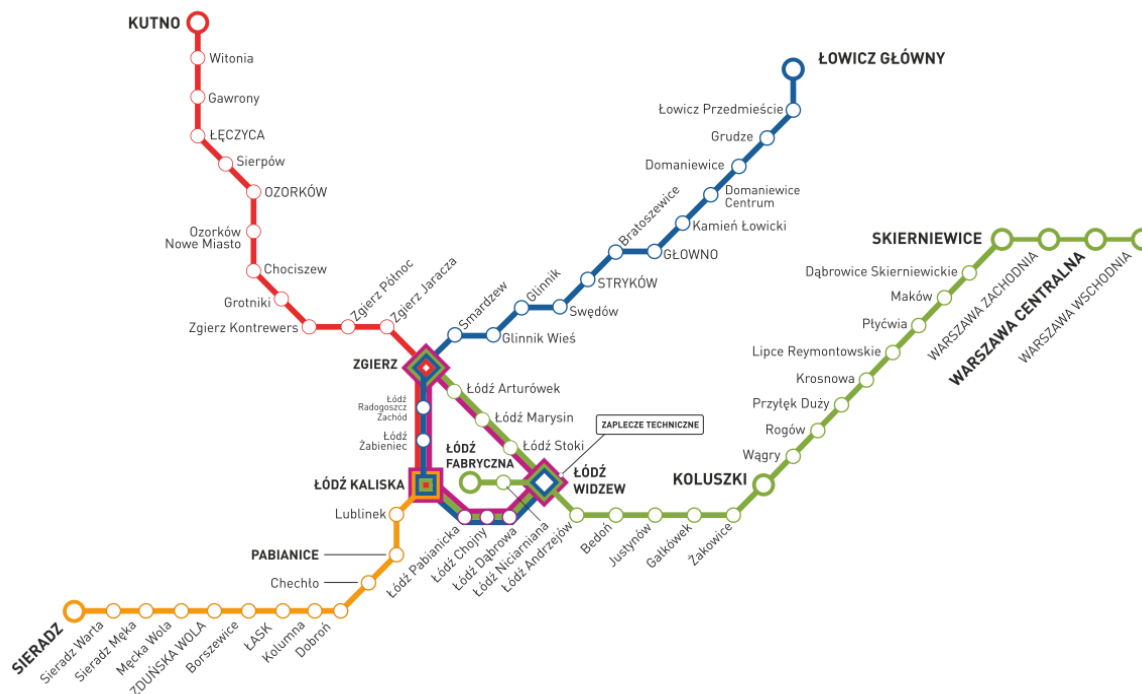 KUTNO
Witonia
Gawrony
ŁĘCZYCA
Sierpów
OZORKÓW
Ozorków
Nowe Miasto
Chociszew
Grotniki
Zgierz Kontrewers
Zgierz Północ
Zgierz Jaracza
ZGIERZ
Łódź
Radogoszcz
Zachód
Łódź
Żabieniec
ŁÓDŹ KALISKA
Lublinek
PABIANICE
Chechło
Dobroń
Kolumna
ŁASK
Borszewice
ZDUŃSKA WOLA
Męcka Wola
Sieradz Męka
Sieradz Warta
SIERADZ
ŁOWICZ GŁÓWNY
Łowicz Przedmieście
Grudze
Domaniewice
Domaniewice
Centrum
Kamień Łowicki
GŁOWNO
Bratoszewice
STRYKÓW
Swędów
Glinnik
Glinnik Wieś
Smardzew
Łódź Arturówek
Łódź Marysin
Łódź Stoki
ZAPLECZE TECHNICZNE
ŁÓDŹ
FABRYCZNA
ŁÓDŹ
WIDZEW
Łódź Pabianicka
Łódź Chojny
Łódź Dąbrowa
Łódź Niciarniana
Łódź Andrzejów
Bedoń
Justynów
Gałkówek
Żakowice
KOLUSZKI
Wągry
Rogów
Przyłęk Duży
Krosnowa
Lipce Reymontowskie
Płyćwia
Maków
Dąbrowice Skierniewickie
SKIERNIEWICE
WARSZAWA ZACHODNIA
WARSZAWA CENTRALNA
WARSZAWA WSCHODNIA